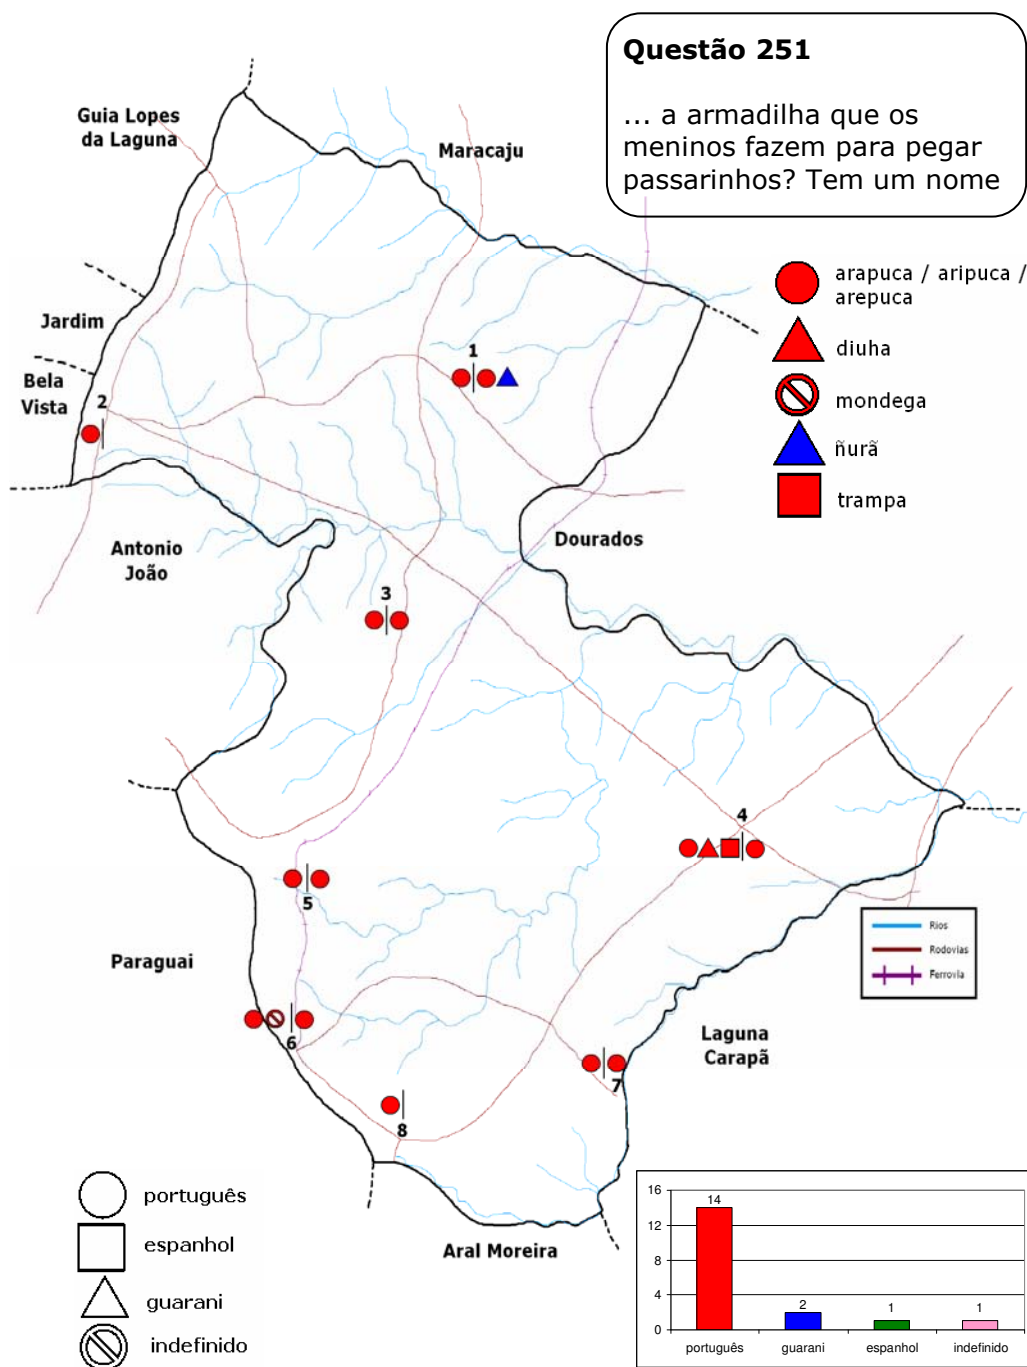 Questão 251
... a armadilha que os
meninos fazem para pegar
passarinhos? Tem um nome
Guia Lopes
da Laguna
Maracaju
arapuca / aripuca /
arepuca
diuha
mondega
ñurã
trampa
Jardim
Bela
Vista
1
2
Antonio
João
Dourados
3
4
5
Paraguai
Rios
Rodovias
Ferrovia
6
Laguna
Carapã
7
8
Aral Moreira
português
espanhol
guarani
indefinido
16
12
8
4
0
14
2
1
1
português
guarani
espanhol
indefinido